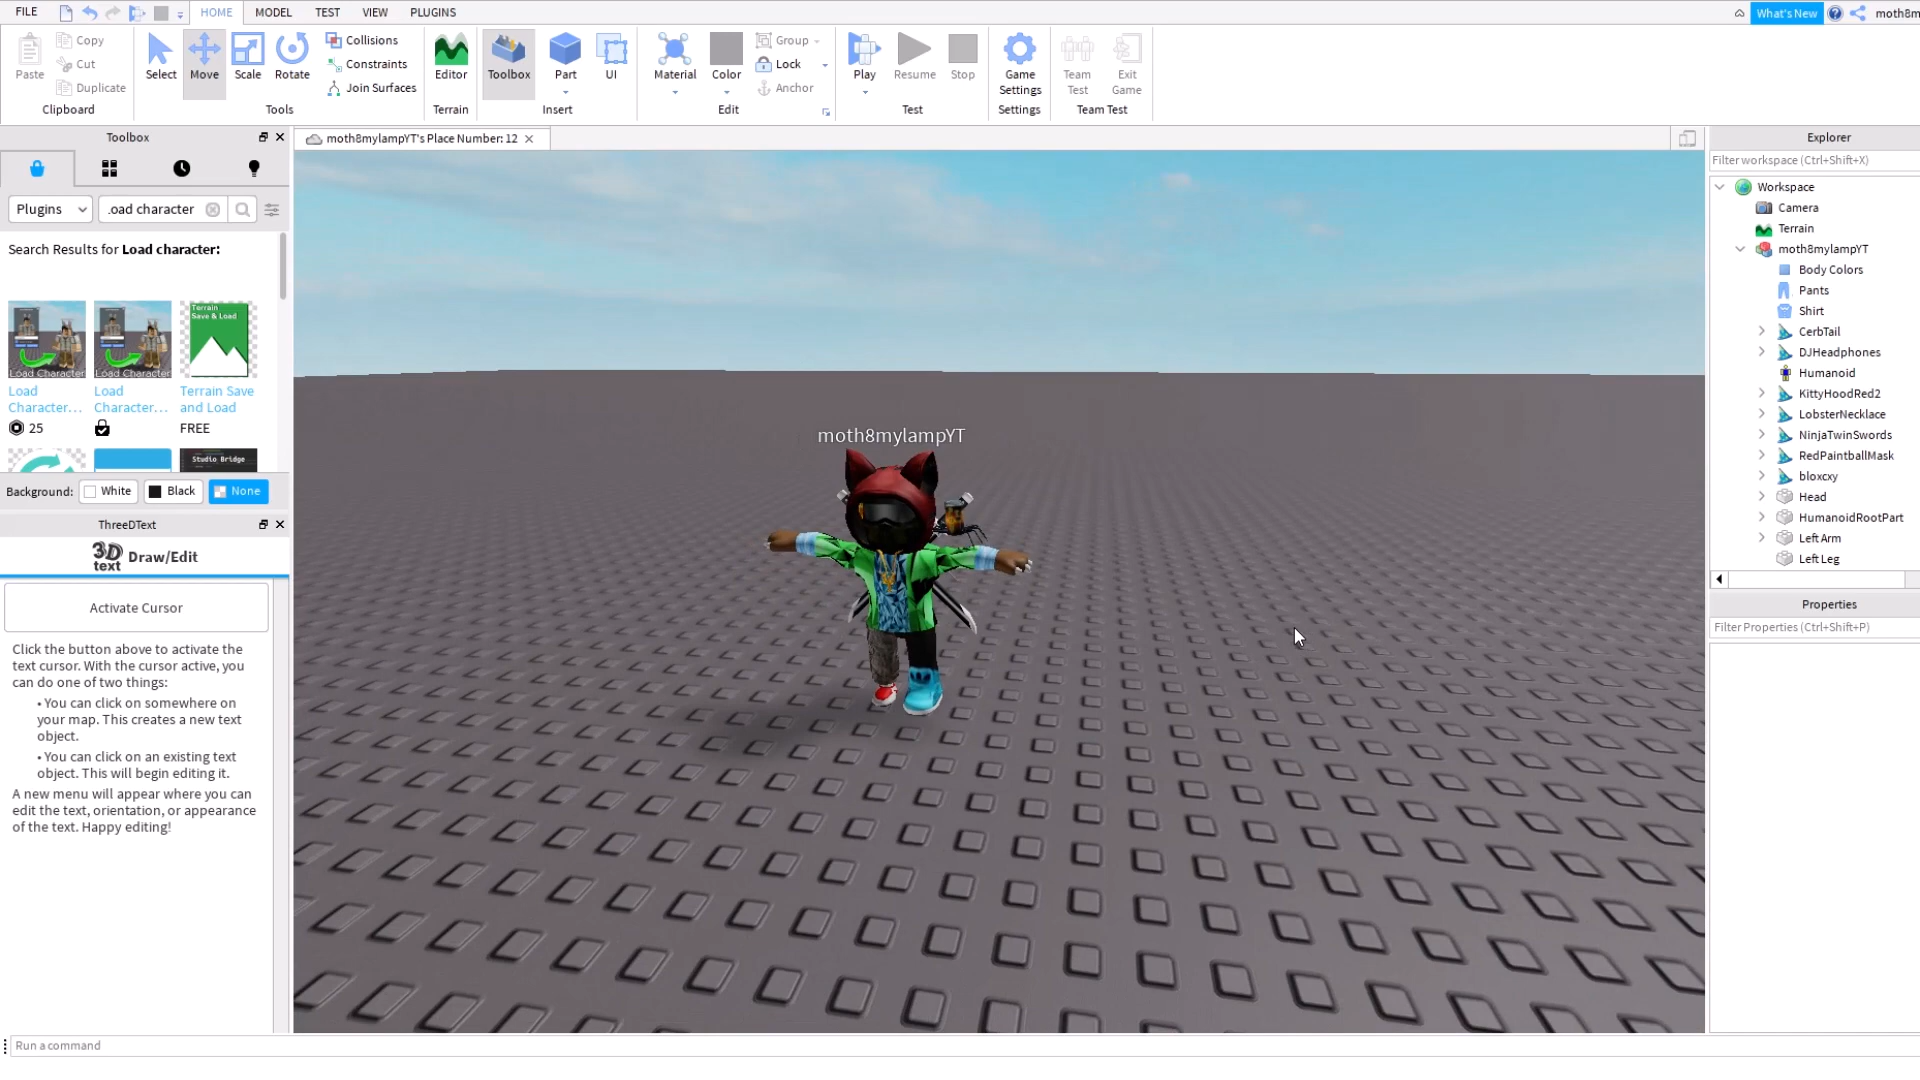 FILE HOME MODEL TEST VIEW PLUGINS What's New moth8m
Paste Copy Cut Duplicate Clipboard
Select Move Scale Rotate Collisions Constraints Join Surfaces Tools
Editor Terrain
Toolbox Part UI Insert
Material Color Group Lock Anchor Edit
Play Resume Stop Test
Game Settings Settings
Team Test Exit Game Team Test
Toolbox
Plugins .oad character
Search Results for Load character:
Load Character
Load Character
Terrain Save & Load
Load Character...
Load Character...
Terrain Save and Load
25
FREE
Studio Bridge
Background: White Black None
ThreeDText
3D text Draw/Edit
Activate Cursor
Click the button above to activate the
text cursor. With the cursor active, you
can do one of two things:
• You can click on somewhere on
your map. This creates a new text
object.
• You can click on an existing text
object. This will begin editing it.
A new menu will appear where you can
edit the text, orientation, or appearance
of the text. Happy editing!
moth8mylampYT's Place Number: 12
moth8mylampYT
Explorer
Filter workspace (Ctrl+Shift+X)
Workspace
Camera
Terrain
moth8mylampYT
Body Colors
Pants
Shirt
CerbTail
DJHeadphones
Humanoid
KittyHoodRed2
LobsterNecklace
NinjaTwinSwords
RedPaintballMask
bloxcxy
Head
HumanoidRootPart
Left Arm
Left Leg
Properties
Filter Properties (Ctrl+Shift+P)
Run a command